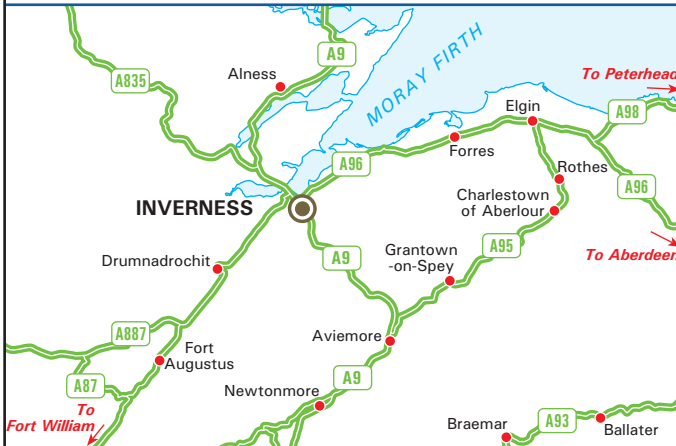 A9
MORAY FIRTH
Alness
A835
To Peterhead
Elgin
A98
Forres
A96
Rothes
A96
Charlestown
of Aberlour
INVERNESS
A95
To Aberdeen
Grantown
-on-Spey
Drumnadrochit
A9
A887
Aviemore
Fort
Augustus
A9
A87
Newtonmore
To
Fort William
Braemar
A93
Ballater